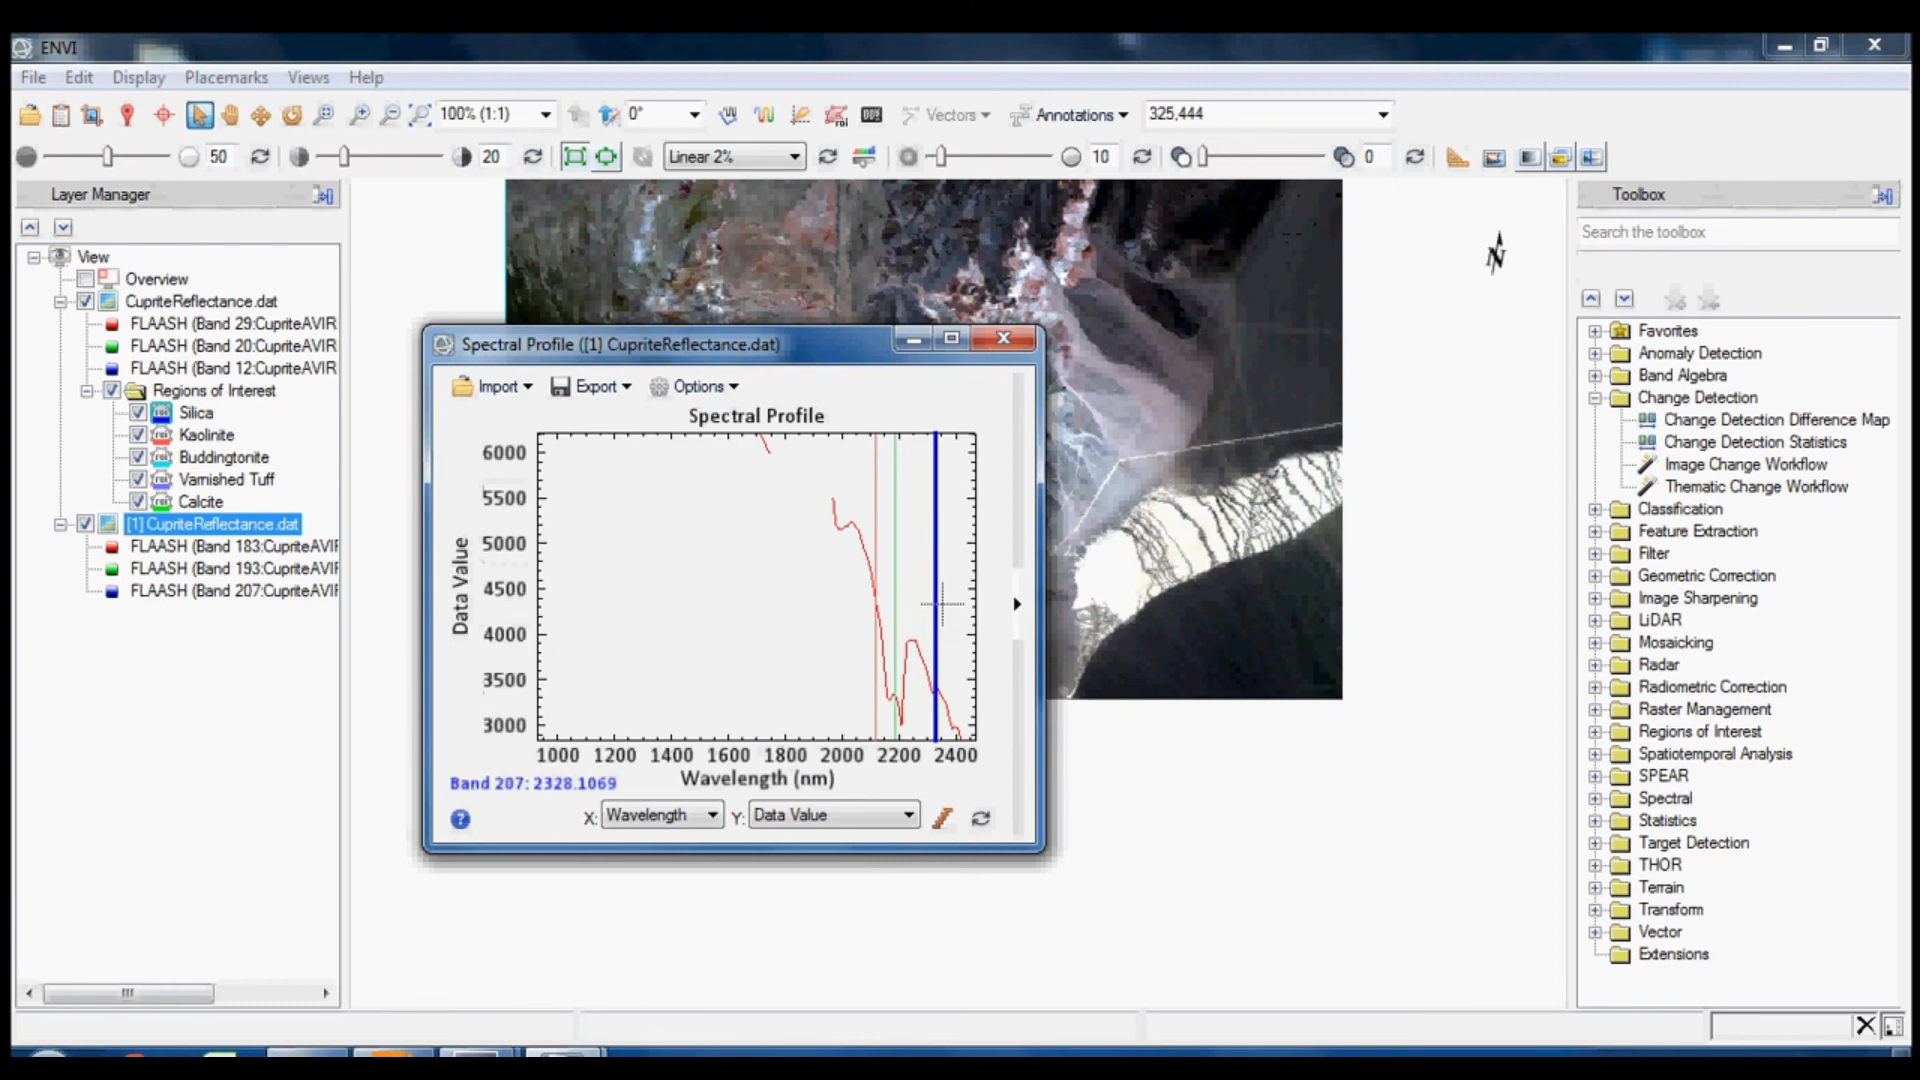 ENVI
File Edit Display Placemarks Views Help
100% (1:1) 0° Vectors Annotations 325,444
50 20 Linear 2% 10 0
Layer Manager
View
Overview
CupriteReflectance.dat
FLAASH (Band 29:CupriteAVIR
FLAASH (Band 20:CupriteAVIR
FLAASH (Band 12:CupriteAVIR
Regions of Interest
Silica
Kaolinite
Buddingtonite
Varnished Tuff
Calcite
[1] CupriteReflectance.dat
FLAASH (Band 183:CupriteAVIF
FLAASH (Band 193:CupriteAVIF
FLAASH (Band 207:CupriteAVIF
N
Spectral Profile ([1] CupriteReflectance.dat)
Import Export Options
Spectral Profile
6000
5500
5000
4500
4000
3500
3000
Data Value
1000 1200 1400 1600 1800 2000 2200 2400
Wavelength (nm)
Band 207: 2328.1069
X: Wavelength Y: Data Value
Toolbox
Search the toolbox
Favorites
Anomaly Detection
Band Algebra
Change Detection
Change Detection Difference Map
Change Detection Statistics
Image Change Workflow
Thematic Change Workflow
Classification
Feature Extraction
Filter
Geometric Correction
Image Sharpening
LiDAR
Mosaicking
Radar
Radiometric Correction
Raster Management
Regions of Interest
Spatiotemporal Analysis
SPEAR
Spectral
Statistics
Target Detection
THOR
Terrain
Transform
Vector
Extensions